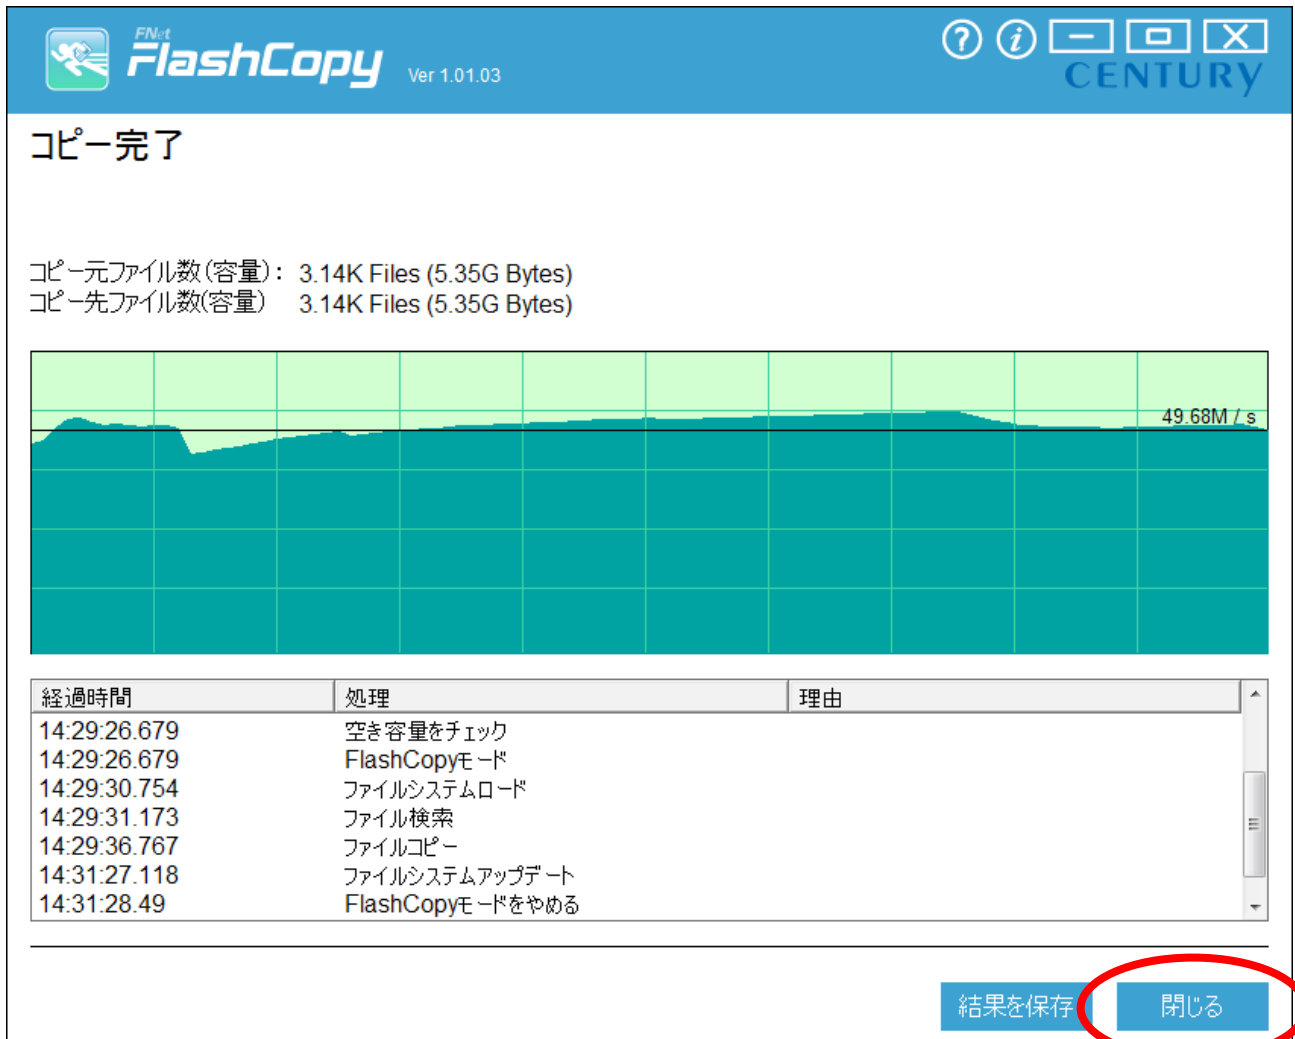 FNet
FlashCopy Ver 1.01.03
CENTURY
コピー完了
コピー元ファイル数(容量): 3.14K Files (5.35G Bytes)
コピー先ファイル数(容量) 3.14K Files (5.35G Bytes)
49.68M / s
経過時間 処理 理由
14:29:26.679 空き容量をチェック
14:29:26.679 FlashCopyモード
14:29:30.754 ファイルシステムロード
14:29:31.173 ファイル検索
14:29:36.767 ファイルコピー
14:31:27.118 ファイルシステムアップデート
14:31:28.49 FlashCopyモードをやめる
結果を保存 閉じる